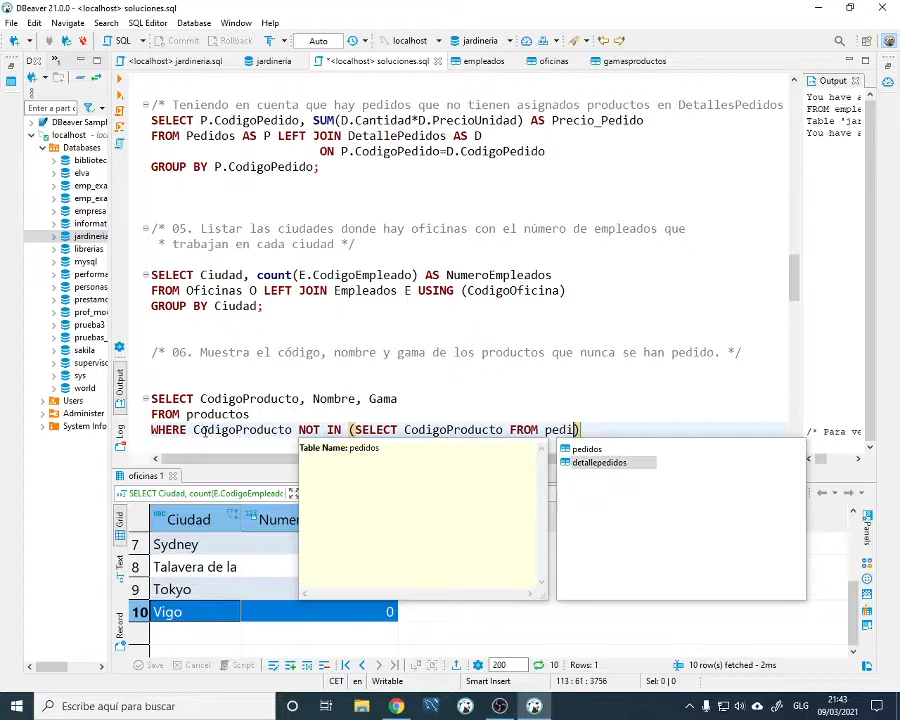 DBeaver 21.0.0 - <localhost> soluciones.sql
File Edit Navigate Search SQL Editor Database Window Help
SQL Commit Rollback T Auto localhost jardineria
D <localhost> jardineria.sql jardineria *<localhost> soluciones.sql empleados oficinas gamasproductos
Enter a part o
DBeaver Sampl
localhost
Databases
bibliotec
elva
emp_exa
emp_exa
empresa
informat
jardineria
librerias
mysql
performa
personas
prestamo
prof_mo
prueba3
pruebas_
sakila
superviso
sys
world
Users
Administer
System Info
Output
Log
/* Teniendo en cuenta que hay pedidos que no tienen asignados productos en DetallesPedidos
SELECT P.CodigoPedido, SUM(D.Cantidad*D.PrecioUnidad) AS Precio_Pedido
FROM Pedidos AS P LEFT JOIN DetallePedidos AS D
ON P.CodigoPedido=D.CodigoPedido
GROUP BY P.CodigoPedido;
/* 05. Listar las ciudades donde hay oficinas con el número de empleados que
* trabajan en cada ciudad */
SELECT Ciudad, count(E.CodigoEmpleado) AS NumeroEmpleados
FROM Oficinas O LEFT JOIN Empleados E USING (CodigoOficina)
GROUP BY Ciudad;
/* 06. Muestra el código, nombre y gama de los productos que nunca se han pedido. */
SELECT CodigoProducto, Nombre, Gama
FROM productos
WHERE CodigoProducto NOT IN (SELECT CodigoProducto FROM pedi)
Table Name: pedidos
pedidos
detallepedidos
Output
You have a
FROM emple
Table 'jar
You have a
/* Para ve
oficinas 1
SELECT Ciudad, count(E.CodigoEmpleado
Grid
Text
Record
Panels
Ciudad Numer
7 Sydney
8 Talavera de la
9 Tokyo
10 Vigo 0
Save Cancel Script 200 10 Rows: 1 10 row(s) fetched - 2ms
CET en Writable Smart Insert 113 : 61 : 3756 Sel: 0 | 0
Escribe aquí para buscar
GLG
21:43
09/03/2021